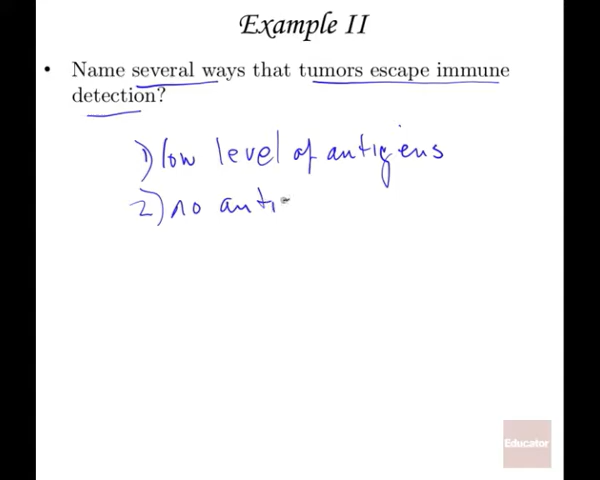 Example II
• Name several ways that tumors escape immune
detection?
1) low level of antigens
2) no anti
Educator